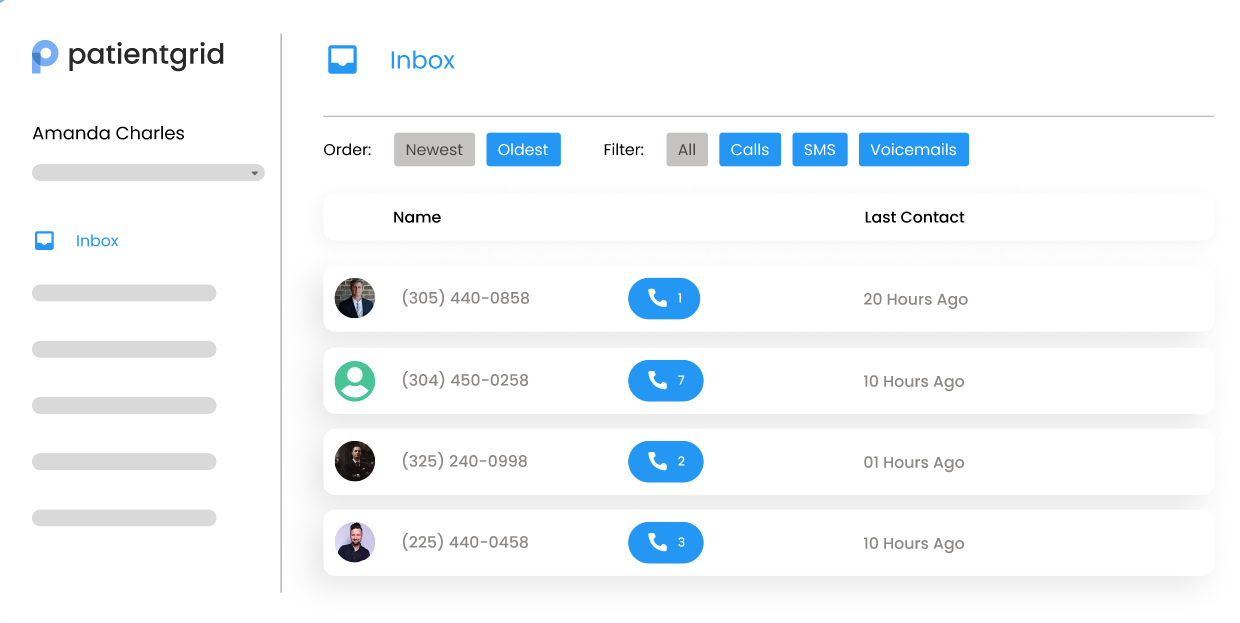 patientgrid
Amanda Charles
Inbox
Inbox
Order: Newest Oldest Filter: All Calls SMS Voicemails
Name Last Contact
(305) 440-0858 1 20 Hours Ago
(304) 450-0258 7 10 Hours Ago
(325) 240-0998 2 01 Hours Ago
(225) 440-0458 3 10 Hours Ago